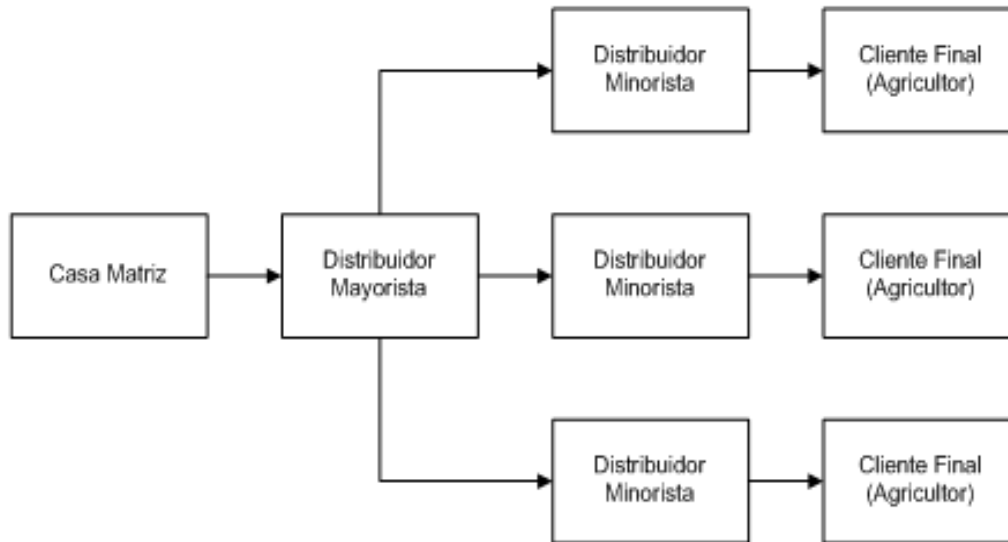 Distribuidor
Minorista
Cliente Final
(Agricultor)
Casa Matriz
Distribuidor
Mayorista
Distribuidor
Minorista
Cliente Final
(Agricultor)
Distribuidor
Minorista
Cliente Final
(Agricultor)